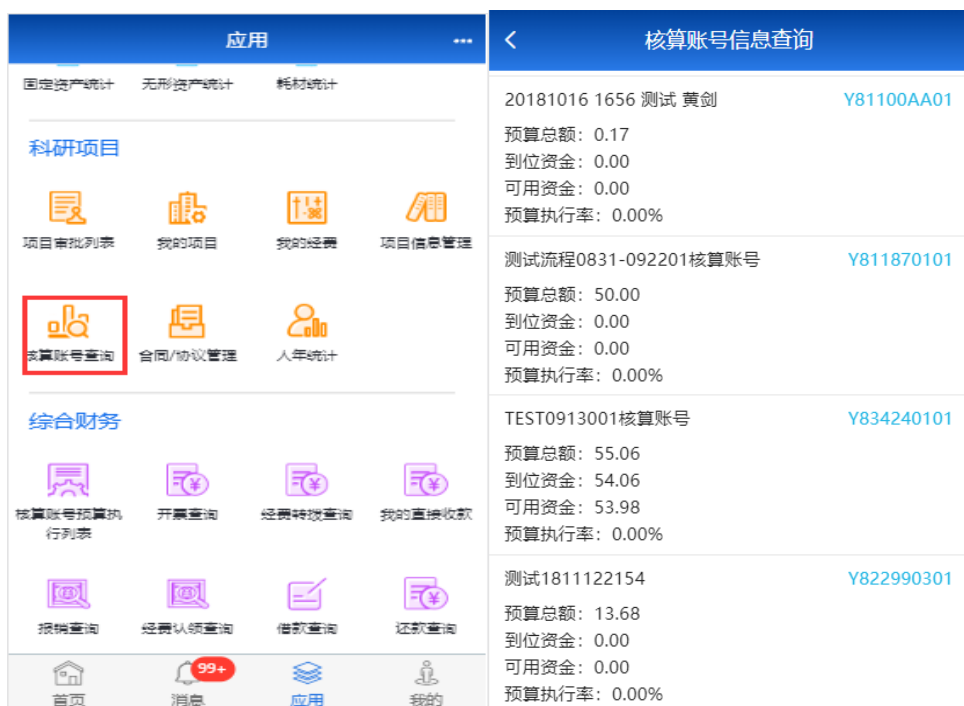 应用
固定资产统计 无形资产统计 耗材统计
科研项目
项目审批列表 我的项目 我的经费 项目信息管理
核算账号查询 合同/协议管理 人年统计
综合财务
核算账号预算执行列表 开票查询 经费转拨查询 我的直接收款
报销查询 经费认领查询 借款查询 还款查询
99+
首页 消息 应用 我的
核算账号信息查询
20181016 1656 测试 黄剑 Y81100AA01
预算总额：0.17
到位资金：0.00
可用资金：0.00
预算执行率：0.00%
测试流程0831-092201核算账号 Y811870101
预算总额：50.00
到位资金：0.00
可用资金：0.00
预算执行率：0.00%
TEST0913001核算账号 Y834240101
预算总额：55.06
到位资金：54.06
可用资金：53.98
预算执行率：0.00%
测试1811122154 Y822990301
预算总额：13.68
到位资金：0.00
可用资金：0.00
预算执行率：0.00%